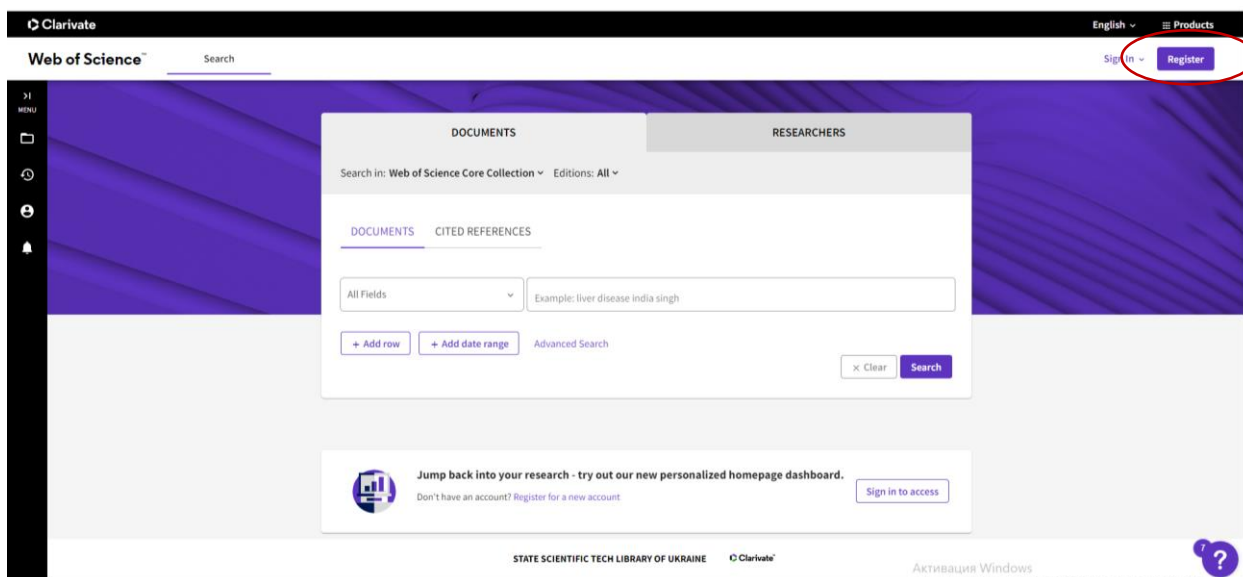 Clarivate
English
Products
Web of Science™
Search
Sign In
Register
MENU
DOCUMENTS
RESEARCHERS
Search in: Web of Science Core Collection Editions: All
DOCUMENTS
CITED REFERENCES
All Fields
Example: liver disease india singh
+ Add row
+ Add date range
Advanced Search
× Clear
Search
Jump back into your research - try out our new personalized homepage dashboard.
Don't have an account? Register for a new account
Sign in to access
STATE SCIENTIFIC TECH LIBRARY OF UKRAINE
Clarivate™
7
?
Активация Windows